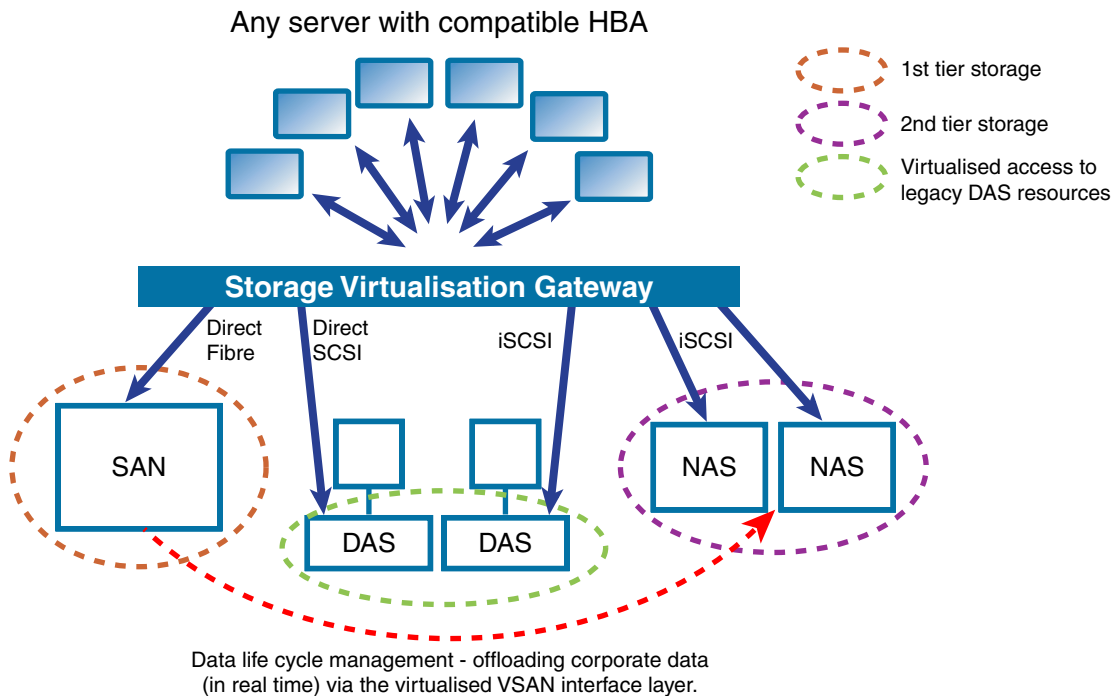 Any server with compatible HBA
1st tier storage
2nd tier storage
Virtualised access to
legacy DAS resources
Storage Virtualisation Gateway
Direct
Fibre
Direct
SCSI
iSCSI
iSCSI
SAN
NAS
NAS
DAS
DAS
Data life cycle management - offloading corporate data
(in real time) via the virtualised VSAN interface layer.